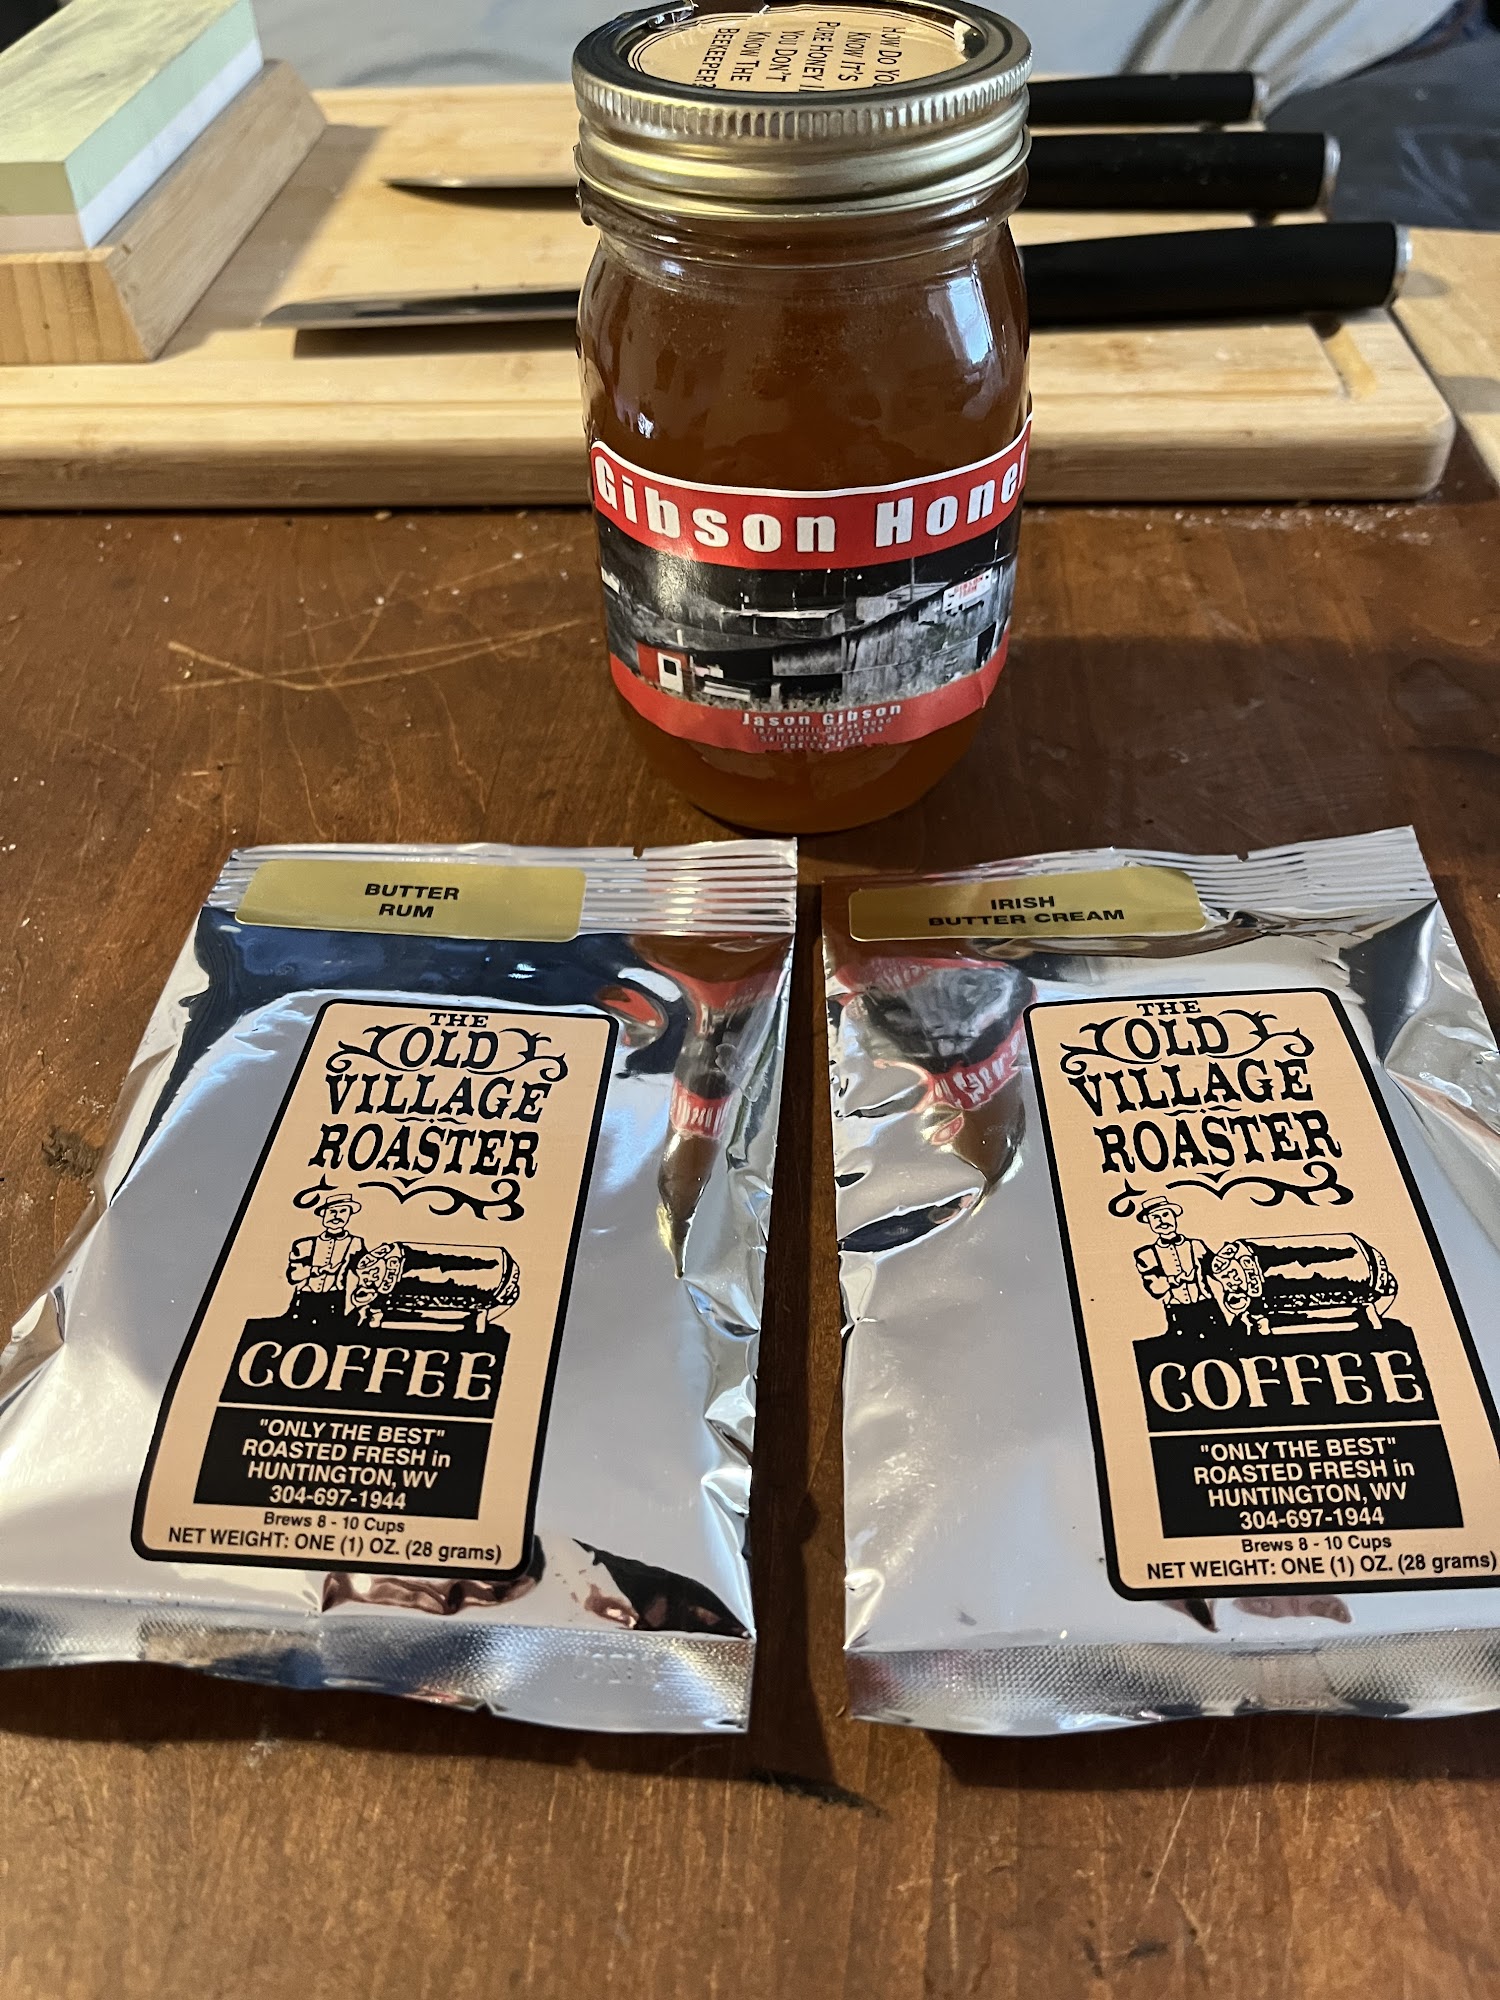 HOW DO YOU
KNOW IT'S
PURE HONEY I
YOU DON'T
KNOW THE
BEEKEEPER?
Gibson Honey
GIBSON
FARM
Jason Gibson
BUTTER
RUM
THE
OLD
VILLAGE
ROASTER
COFFEE
"ONLY THE BEST"
ROASTED FRESH in
HUNTINGTON, WV
304-697-1944
Brews 8 - 10 Cups
NET WEIGHT: ONE (1) OZ. (28 grams)
IRISH
BUTTER CREAM
THE
OLD
VILLAGE
ROASTER
COFFEE
"ONLY THE BEST"
ROASTED FRESH in
HUNTINGTON, WV
304-697-1944
Brews 8 - 10 Cups
NET WEIGHT: ONE (1) OZ. (28 grams)